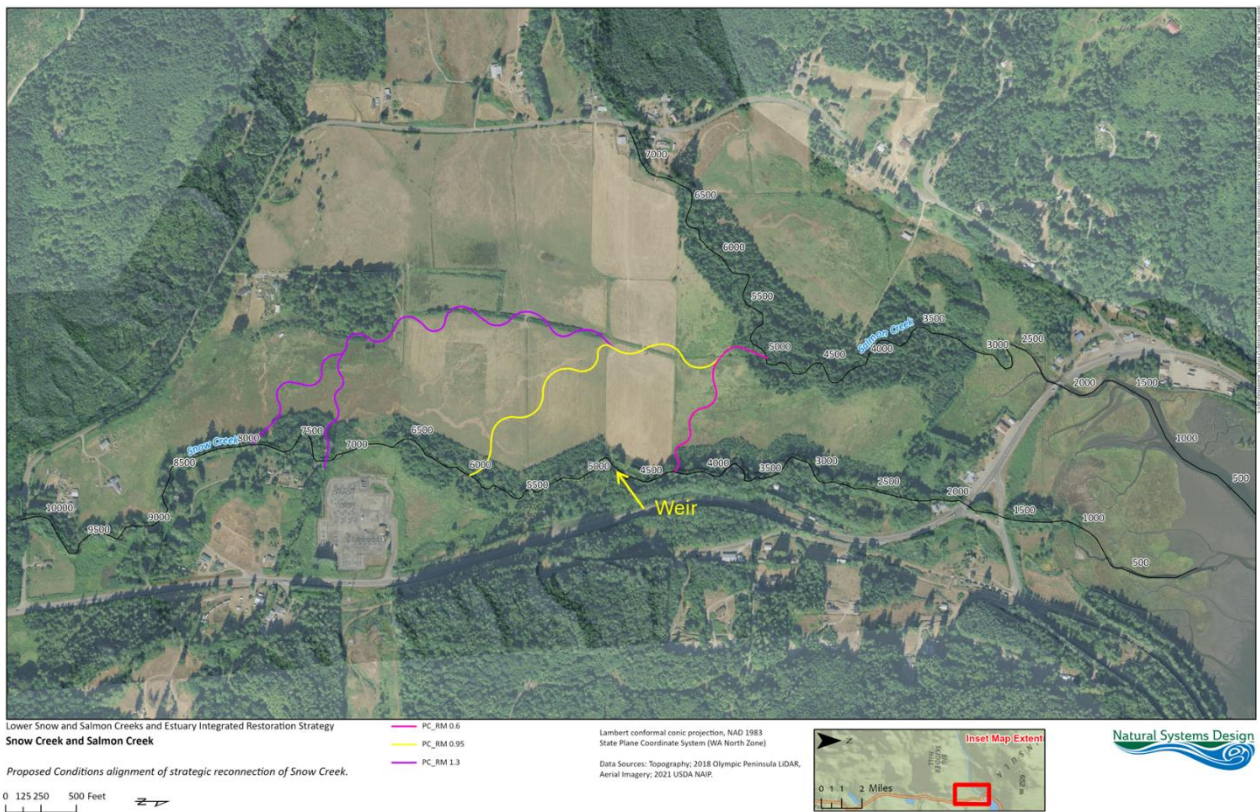 7000
6500
6000
5500
5000
4500
4000
3500
3000
2500
2000
1500
1000
500
Salmon Creek
Snow Creek
10000
9500
9000
8500
8000
7500
7000
6500
6000
5500
5000
4500
4000
3500
3000
2500
2000
1500
1000
500
Weir
Lower Snow and Salmon Creeks and Estuary Integrated Restoration Strategy
Snow Creek and Salmon Creek
Proposed Conditions alignment of strategic reconnection of Snow Creek.
0 125 250 500 Feet
Z
PC_RM 0.6
PC_RM 0.95
PC_RM 1.3
Lambert conformal conic projection, NAD 1983
State Plane Coordinate System (WA North Zone)
Data Sources: Topography; 2018 Olympic Peninsula LiDAR,
Aerial Imagery; 2021 USDA NAIP.
Inset Map Extent
Z
0 1 1 2 Miles
Natural Systems Design